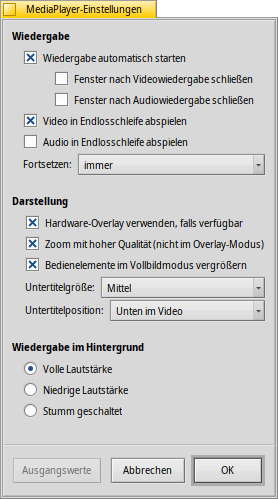 MediaPlayer-Einstellungen
Wiedergabe
Wiedergabe automatisch starten
Fenster nach Videowiedergabe schließen
Fenster nach Audiowiedergabe schließen
Video in Endlosschleife abspielen
Audio in Endlosschleife abspielen
Fortsetzen: immer
Darstellung
Hardware-Overlay verwenden, falls verfügbar
Zoom mit hoher Qualität (nicht im Overlay-Modus)
Bedienelemente im Vollbildmodus vergrößern
Untertitelgröße: Mittel
Untertitelposition: Unten im Video
Wiedergabe im Hintergrund
Volle Lautstärke
Niedrige Lautstärke
Stumm geschaltet
Ausgangswerte Abbrechen OK